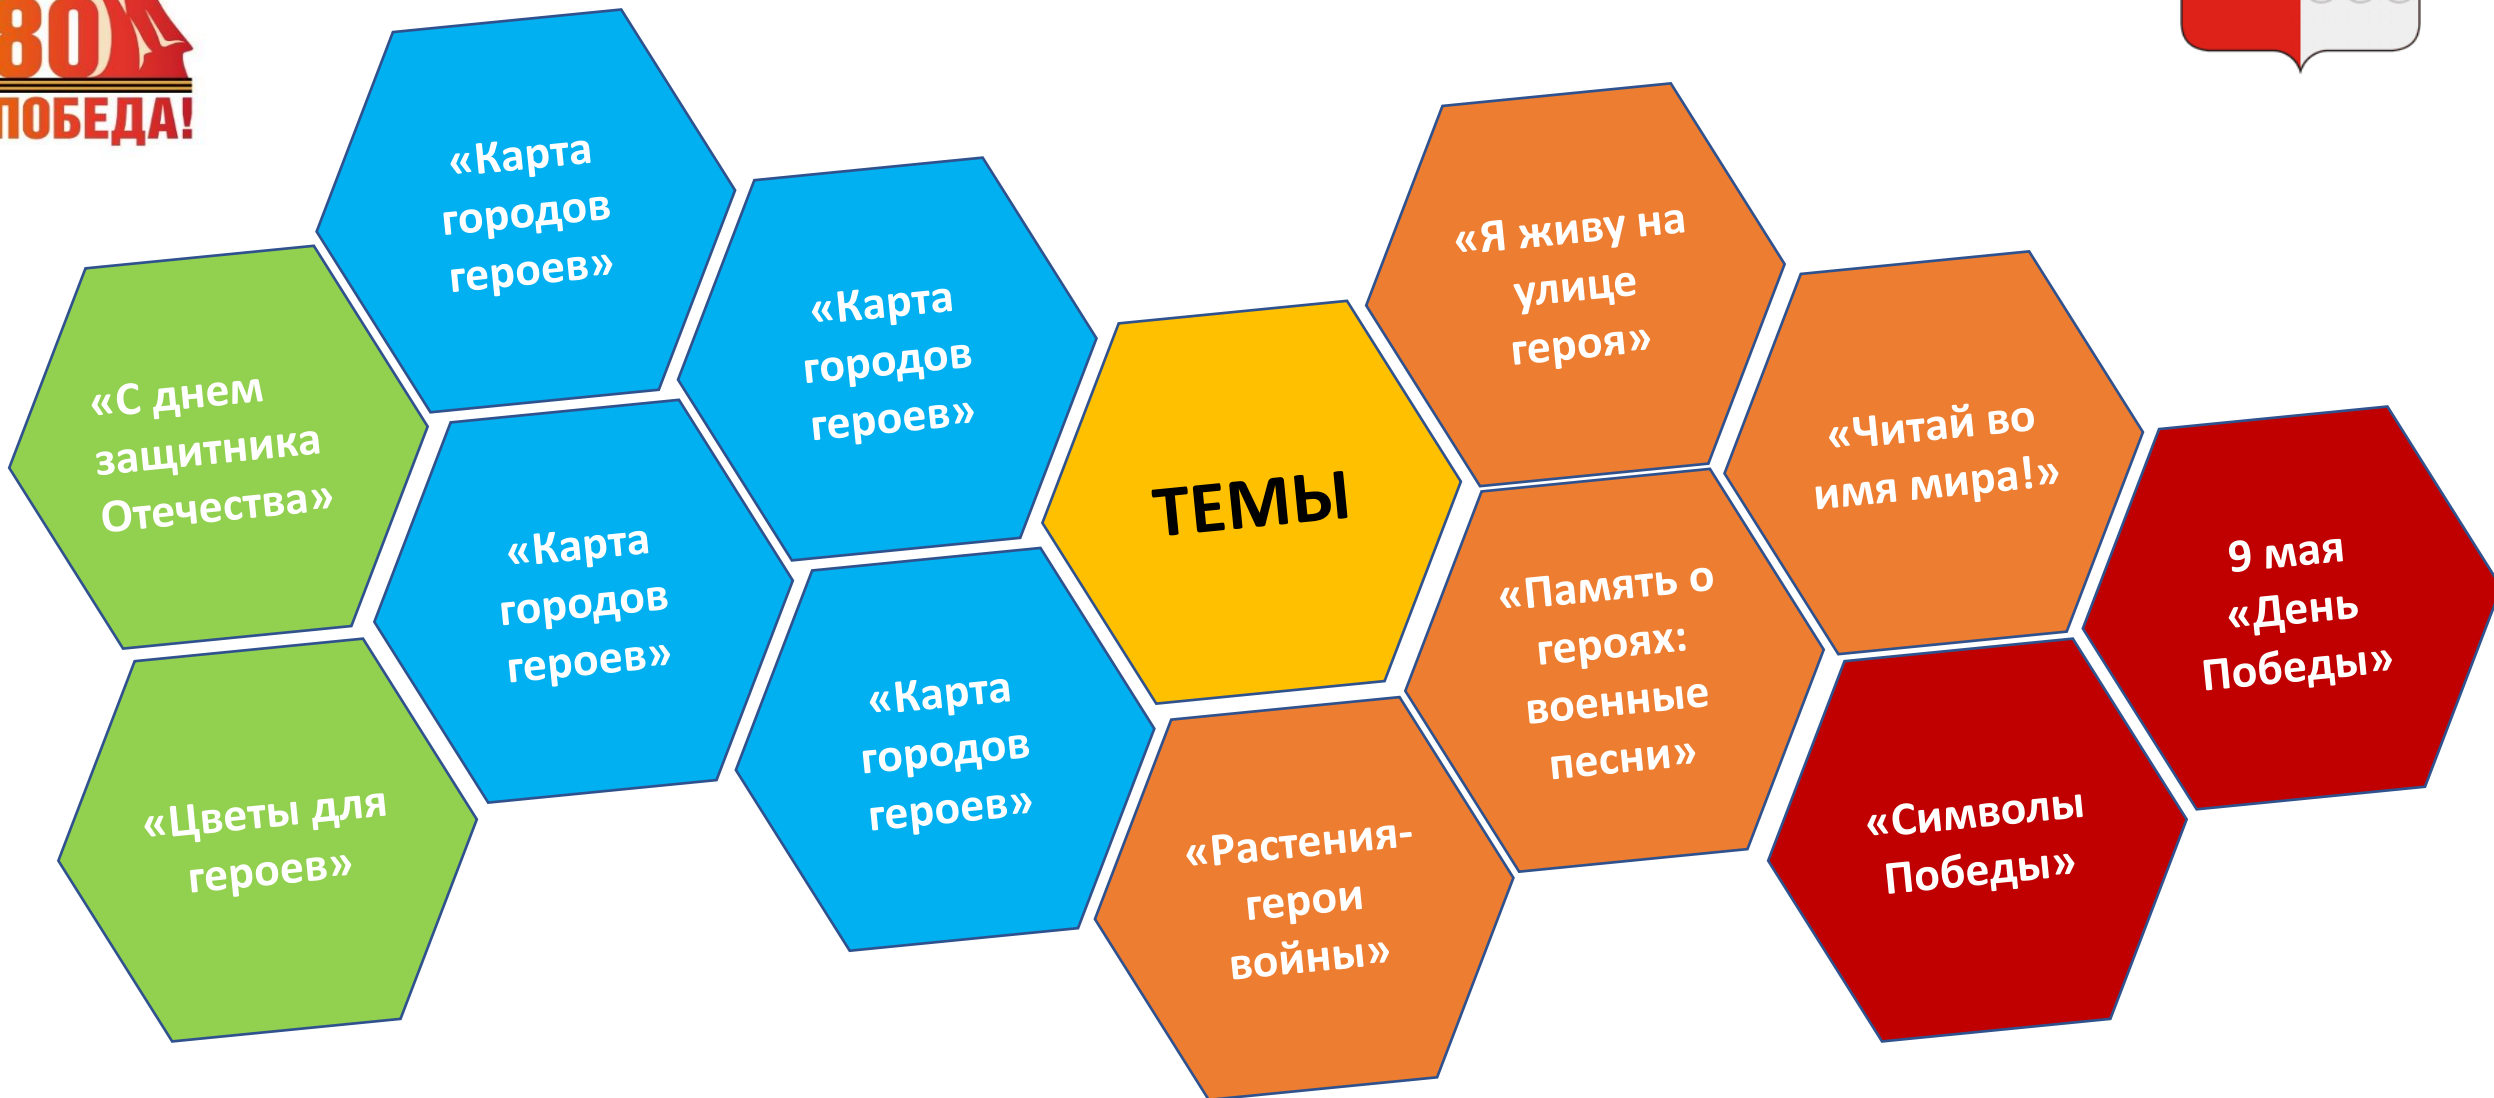 80
ПОБЕДА!
«Карта
городов
героев»
«С днем
защитника
Отечества»
«Карта
городов
героев»
«Я живу на
улице
героя»
ТЕМЫ
«Читай во
имя мира!»
«Карта
городов
героев»
«Память о
героях:
военные
песни»
9 мая
«День
Победы»
«Цветы для
героев»
«Карта
городов
героев»
«Растения-
герои
войны»
«Символы
Победы»